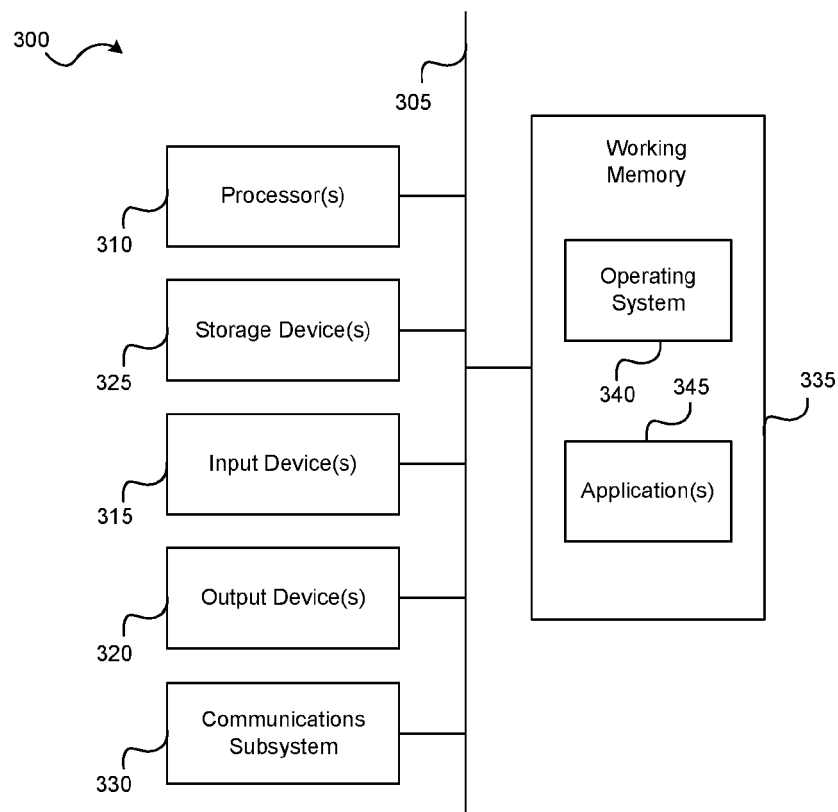 300
305
Processor(s)
310
Storage Device(s)
325
Input Device(s)
315
Output Device(s)
320
Communications
Subsystem
330
Working
Memory
Operating
System
340
345
335
Application(s)